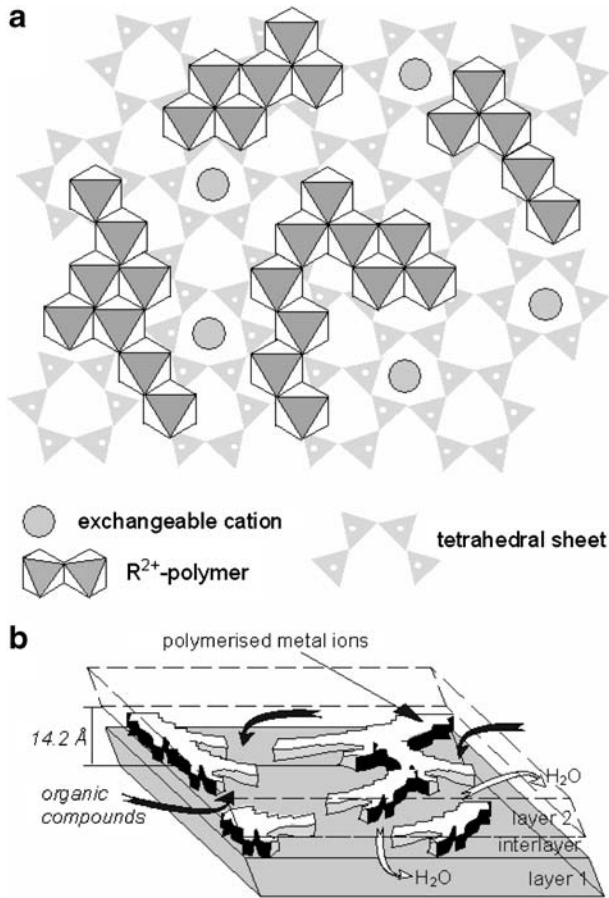 a
exchangeable cation
R²⁺-polymer
tetrahedral sheet
b
polymerised metal ions
14.2 Å
organic
compounds
H₂O
layer 2
interlayer
H₂O
layer 1